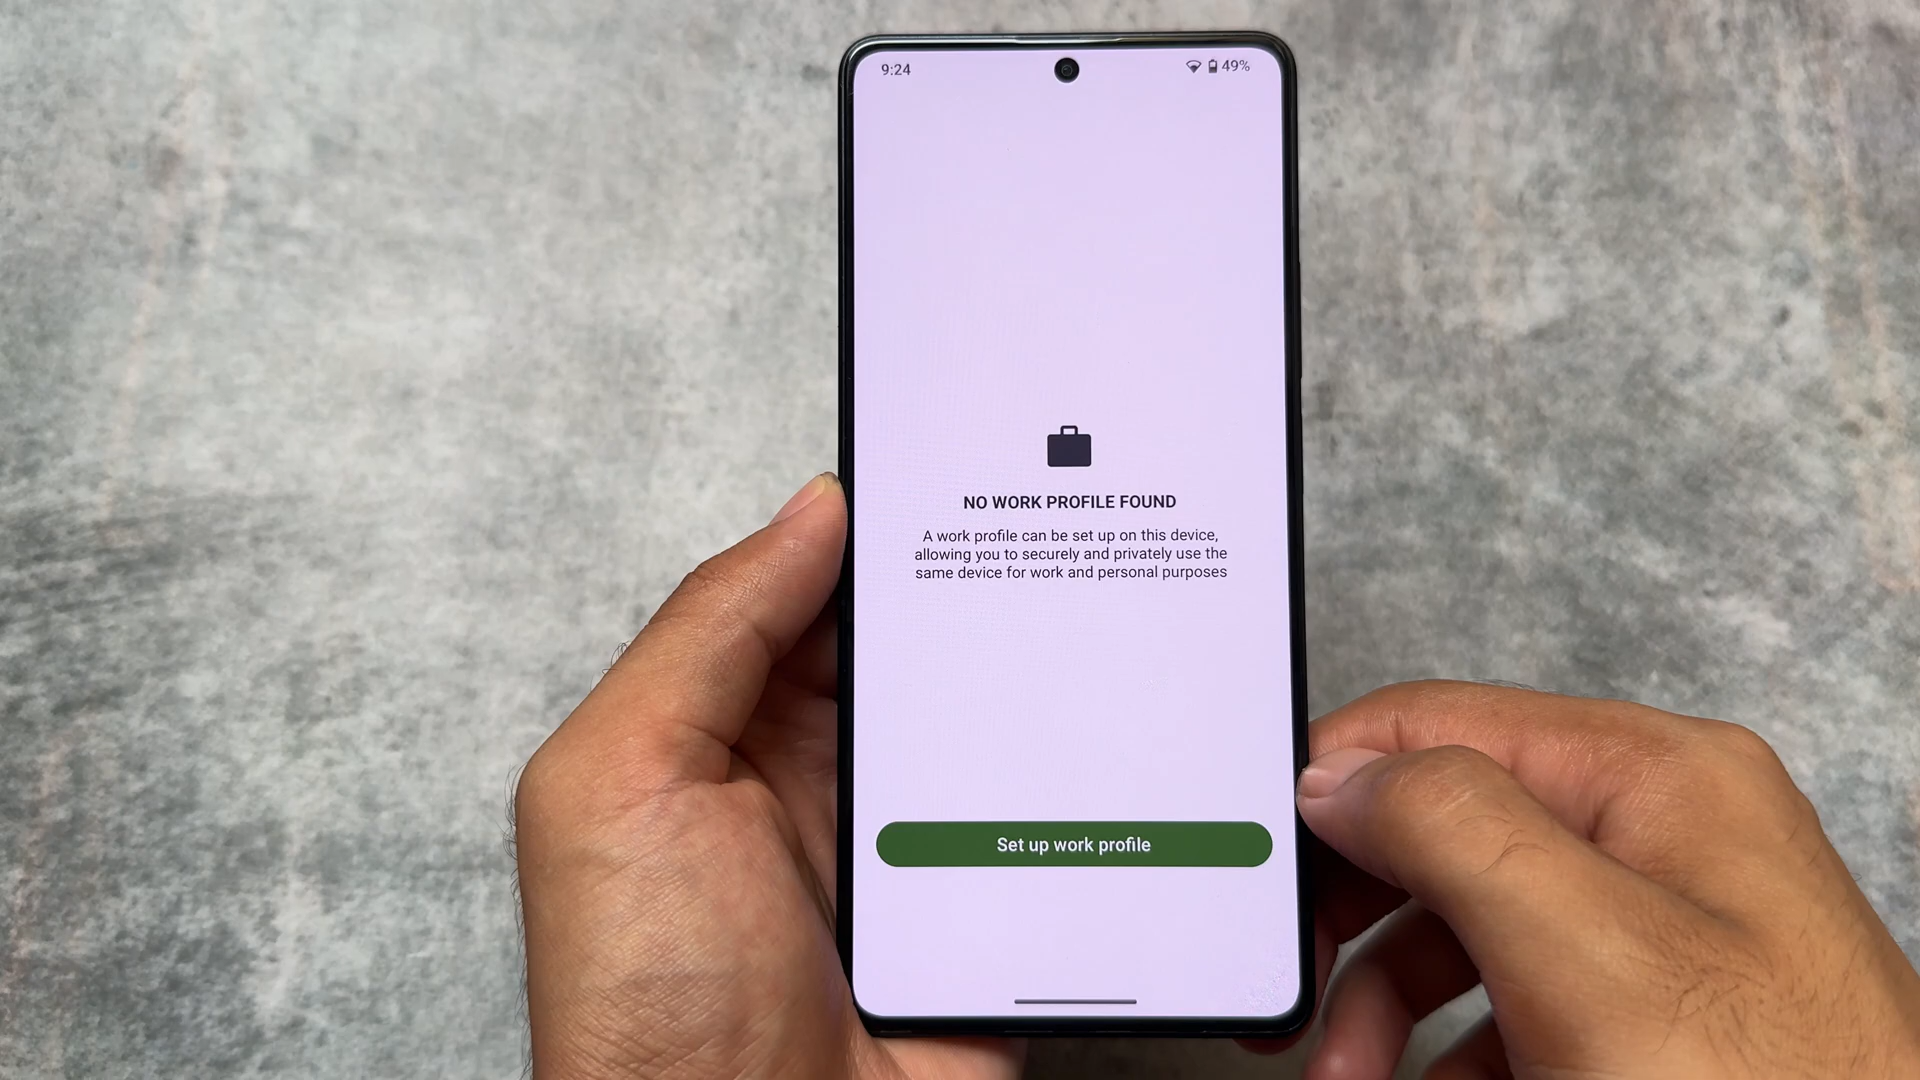 9:24
49%
NO WORK PROFILE FOUND
A work profile can be set up on this device,
allowing you to securely and privately use the
same device for work and personal purposes
Set up work profile